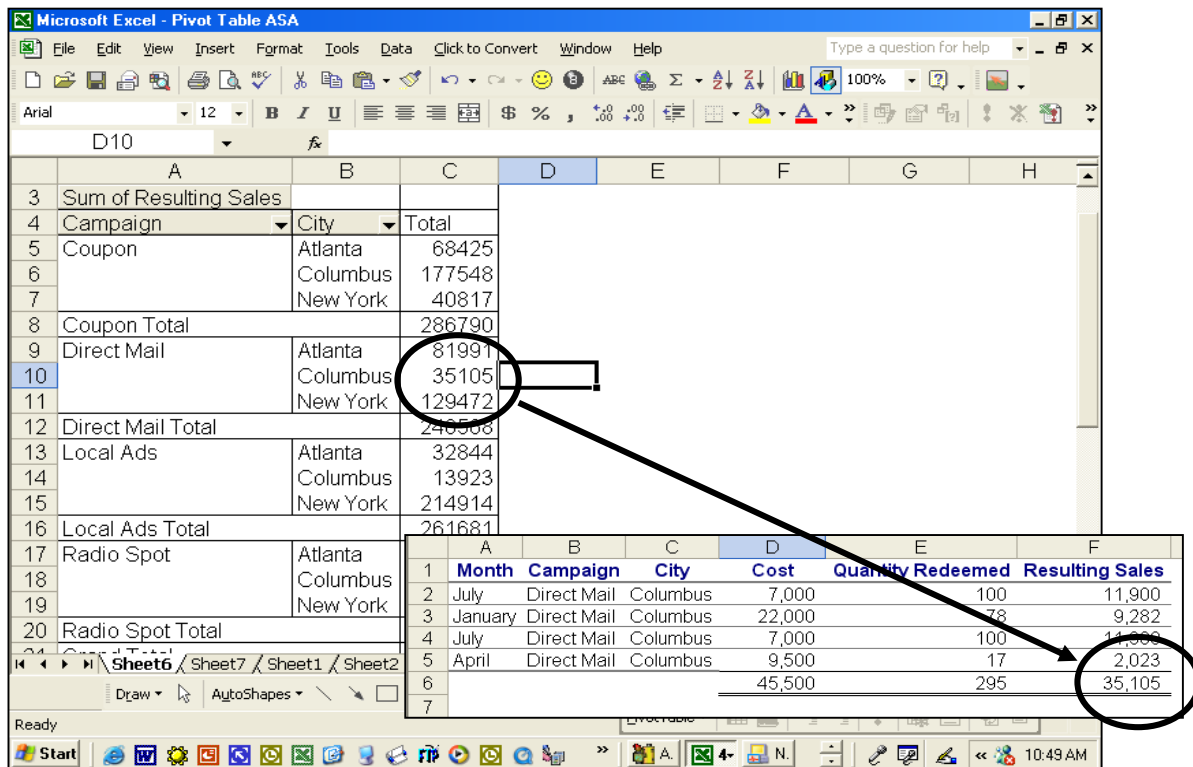 Microsoft Excel - Pivot Table ASA
File Edit View Insert Format Tools Data Click to Convert Window Help Type a question for help
ABC ABC Σ 100%
Arial 12 B I U $ % ,
D10 fx
A B C D E F G H
3 Sum of Resulting Sales
4 Campaign City Total
5 Coupon Atlanta 68425
6 Columbus 177548
7 New York 40817
8 Coupon Total 286790
9 Direct Mail Atlanta 81991
10 Columbus 35105
11 New York 129472
12 Direct Mail Total
13 Local Ads Atlanta 32844
14 Columbus 13923
15 New York 214914
16 Local Ads Total 261681
17 Radio Spot Atlanta
18 Columbus
19 New York
20 Radio Spot Total
Sheet6 Sheet7 Sheet1 Sheet2
Draw AutoShapes
Ready
A B C D E F
1 Month Campaign City Cost Quantity Redeemed Resulting Sales
2 July Direct Mail Columbus 7,000 100 11,900
3 January Direct Mail Columbus 22,000 78 9,282
4 July Direct Mail Columbus 7,000 100
5 April Direct Mail Columbus 9,500 17 2,023
6 45,500 295 35,105
7
Start A. 4 N. 10:49 AM